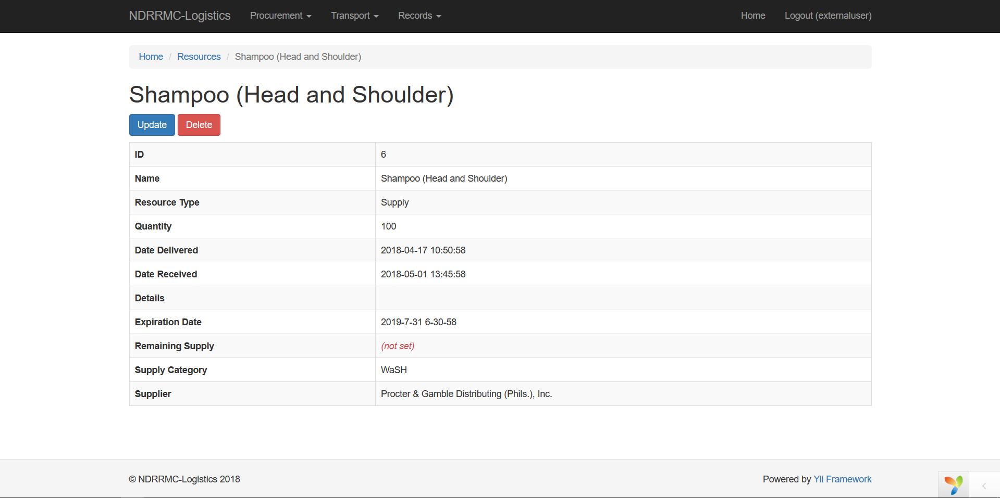 NDRRMC-Logistics Procurement Transport Records Home Logout (externaluser)
Home / Resources / Shampoo (Head and Shoulder)
Shampoo (Head and Shoulder)
Update Delete
ID 6
Name Shampoo (Head and Shoulder)
Resource Type Supply
Quantity 100
Date Delivered 2018-04-17 10:50:58
Date Received 2018-05-01 13:45:58
Details
Expiration Date 2019-7-31 6-30-58
Remaining Supply (not set)
Supply Category WaSH
Supplier Procter & Gamble Distributing (Phils.), Inc.
© NDRRMC-Logistics 2018 Powered by Yii Framework